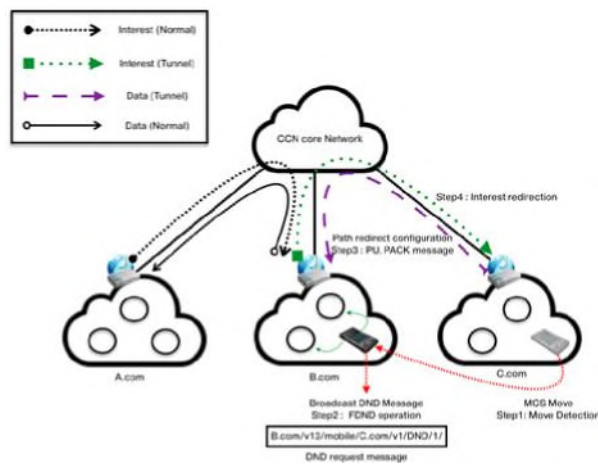 Interest (Normal)
Interest (Tunnel)
Data (Tunnel)
Data (Normal)
CCN core Network
Step4 : Interest redirection
Path redirect configuration
Step3 : PU, PACK message
A.com
B.com
C.com
Broadcast DND Message
Step2 : FDND operation
MCS Move
Step1: Move Detection
B.com/v13/mobile/C.com/v1/DND/1/
DND request message